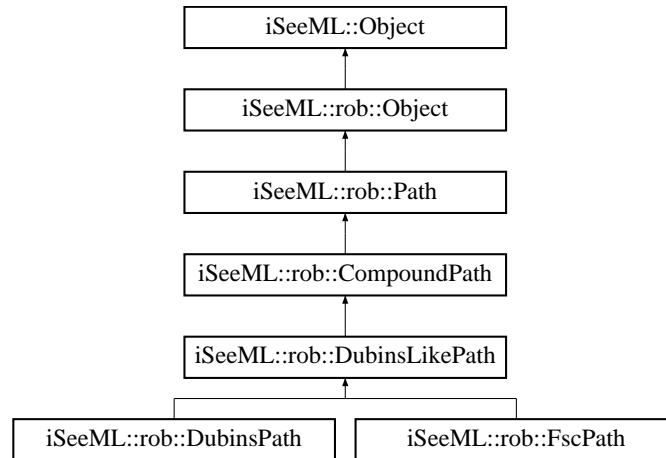 iSeeML::Object
iSeeML::rob::Object
iSeeML::rob::Path
iSeeML::rob::CompoundPath
iSeeML::rob::DubinsLikePath
iSeeML::rob::DubinsPath
iSeeML::rob::FscPath